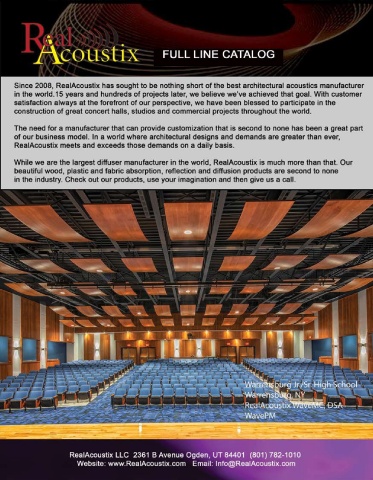 RealAcoustix
FULL LINE CATALOG
Since 2008, RealAcoustix has sought to be nothing short of the best architectural acoustics manufacturer
in the world.15 years and hundreds of projects later, we believe we've achieved that goal. With customer
satisfaction always at the forefront of our perspective, we have been blessed to participate in the
construction of great concert halls, studios and commercial projects throughout the world.
The need for a manufacturer that can provide customization that is second to none has been a great part
of our business model. In a world where architectural designs and demands are greater than ever,
RealAcoustix meets and exceeds those demands on a daily basis.
While we are the largest diffuser manufacturer in the world, RealAcoustix is much more than that. Our
beautiful wood, plastic and fabric absorption, reflection and diffusion products are second to none
in the industry. Check out our products, use your imagination and then give us a call.
Warrensburg Jr./Sr. High School
Warrensburg, NY
RealAcoustix WaveMC, DSA
WavePM
RealAcoustix LLC 2361 B Avenue Ogden, UT 84401 (801) 782-1010
Website: www.RealAcoustix.com Email: Info@RealAcoustix.com